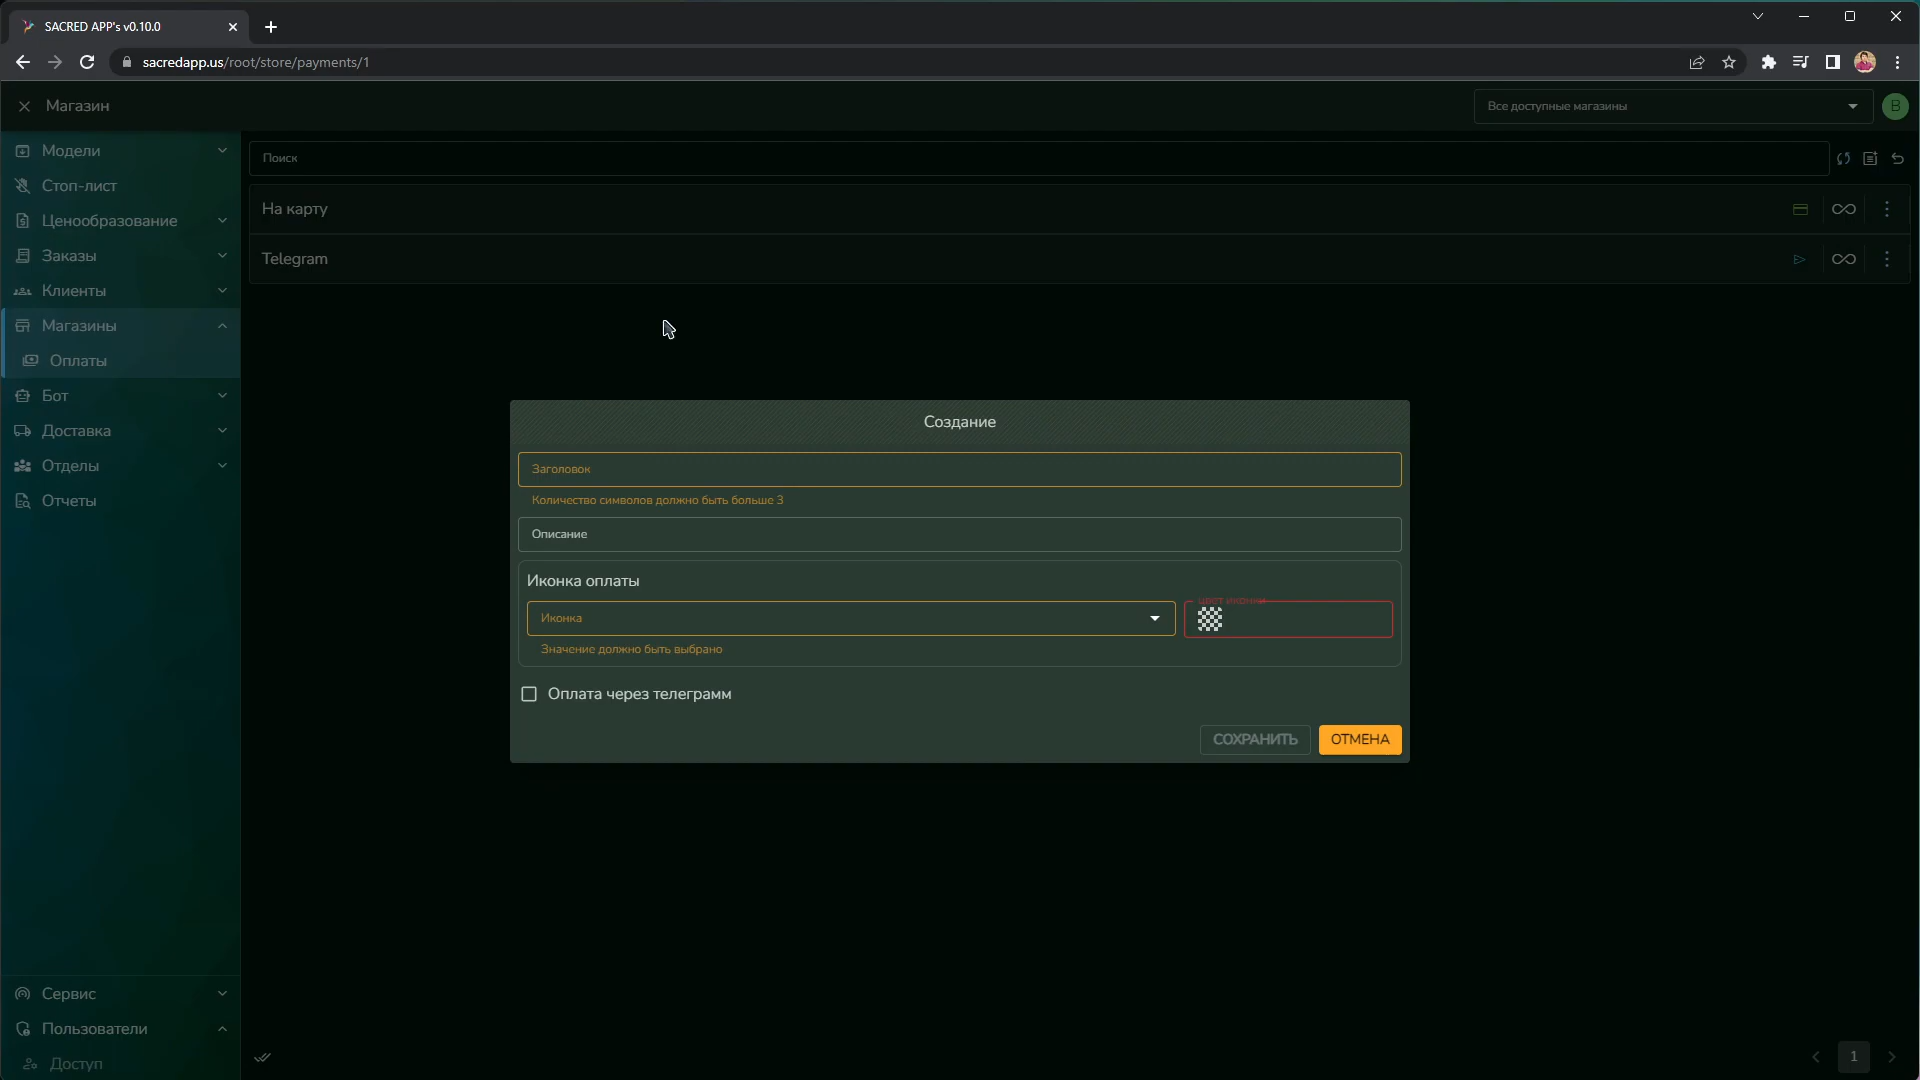 SACRED APP's v0.10.0
sacredapp.us/root/store/payments/1
Магазин
Все доступные магазины
B
Модели
Стоп-лист
Ценообразование
Заказы
Клиенты
Магазины
Оплаты
Бот
Доставка
Отделы
Отчеты
Сервис
Пользователи
Доступ
Поиск
На карту
Telegram
Создание
Заголовок
Количество символов должно быть больше 3
Описание
Иконка оплаты
Иконка
Цвет иконки
Значение должно быть выбрано
Оплата через телеграмм
СОХРАНИТЬ
ОТМЕНА
1